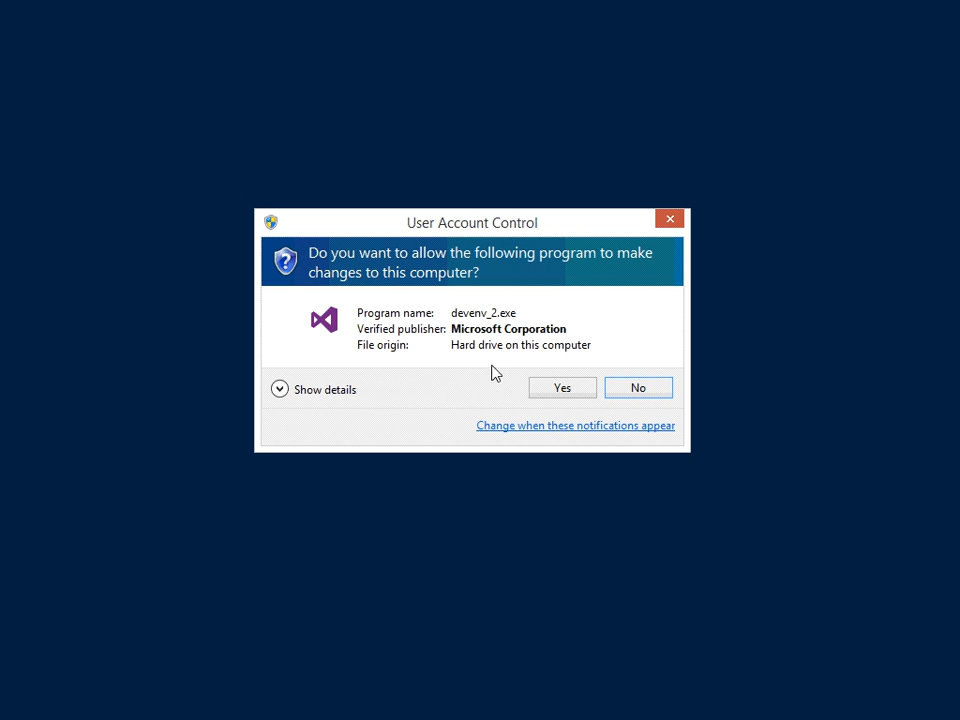 User Account Control
Do you want to allow the following program to make
changes to this computer?
Program name: devenv_2.exe
Verified publisher: Microsoft Corporation
File origin: Hard drive on this computer
Show details
Yes
No
Change when these notifications appear